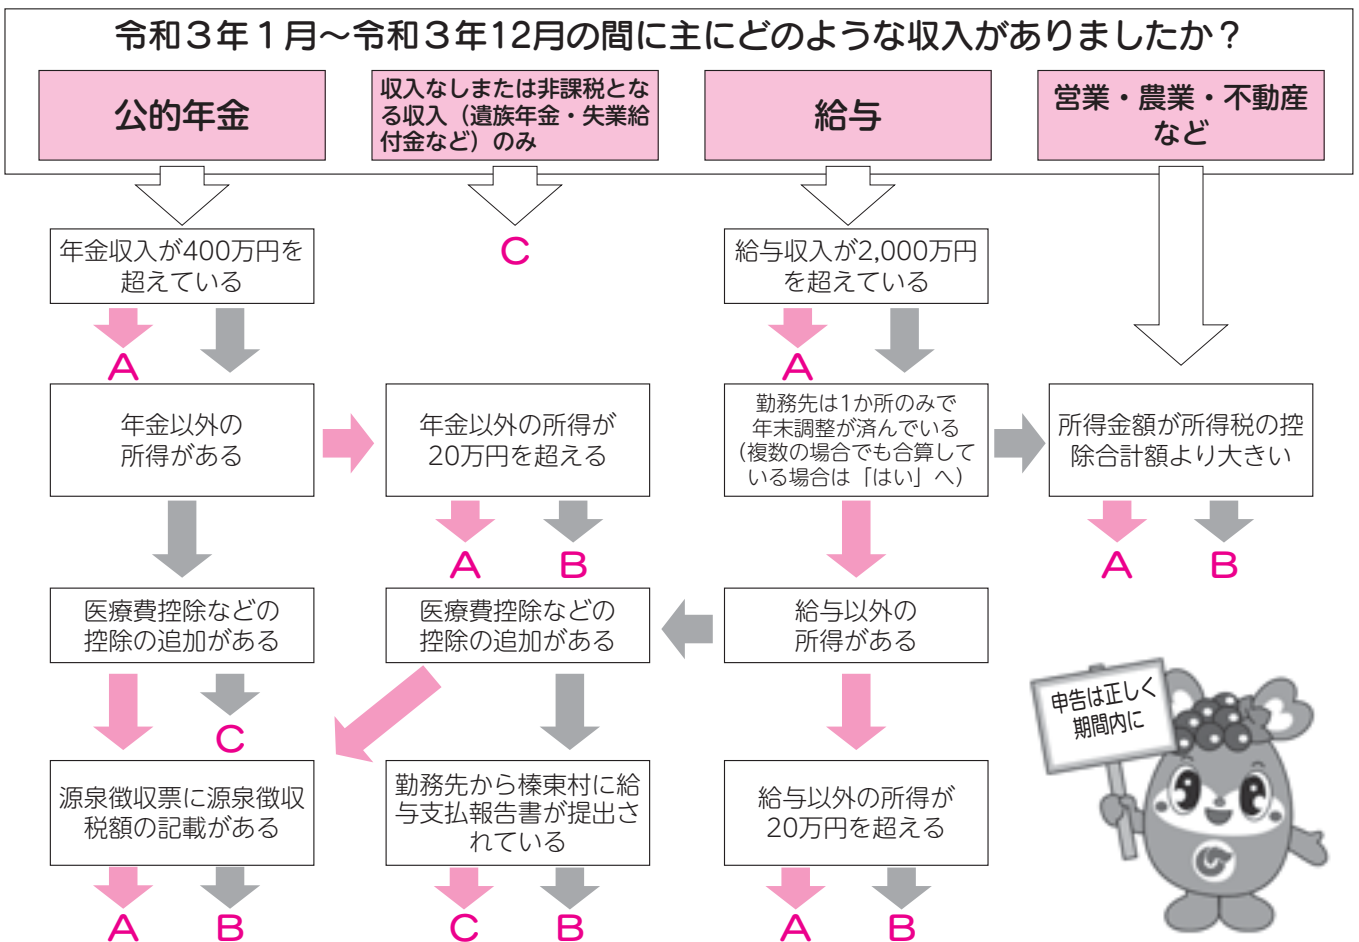 令和３年１月～令和３年12月の間に主にどのような収入がありましたか？
公的年金
収入なしまたは非課税とな
る収入（遺族年金・失業給
付金など）のみ
給与
営業・農業・不動産
など
年金収入が400万円を
超えている
C
給与収入が2,000万円
を超えている
A
A
年金以外の
所得がある
年金以外の所得が
20万円を超える
勤務先は1か所のみで
年末調整が済んでいる
（複数の場合でも合算して
いる場合は「はい」へ）
所得金額が所得税の控
除合計額より大きい
A
B
A
B
医療費控除などの
控除の追加がある
医療費控除などの
控除の追加がある
給与以外の
所得がある
申告は正しく
期間内に
C
源泉徴収票に源泉徴収
税額の記載がある
勤務先から榛東村に給
与支払報告書が提出さ
れている
給与以外の所得が
20万円を超える
A
B
C
B
A
B